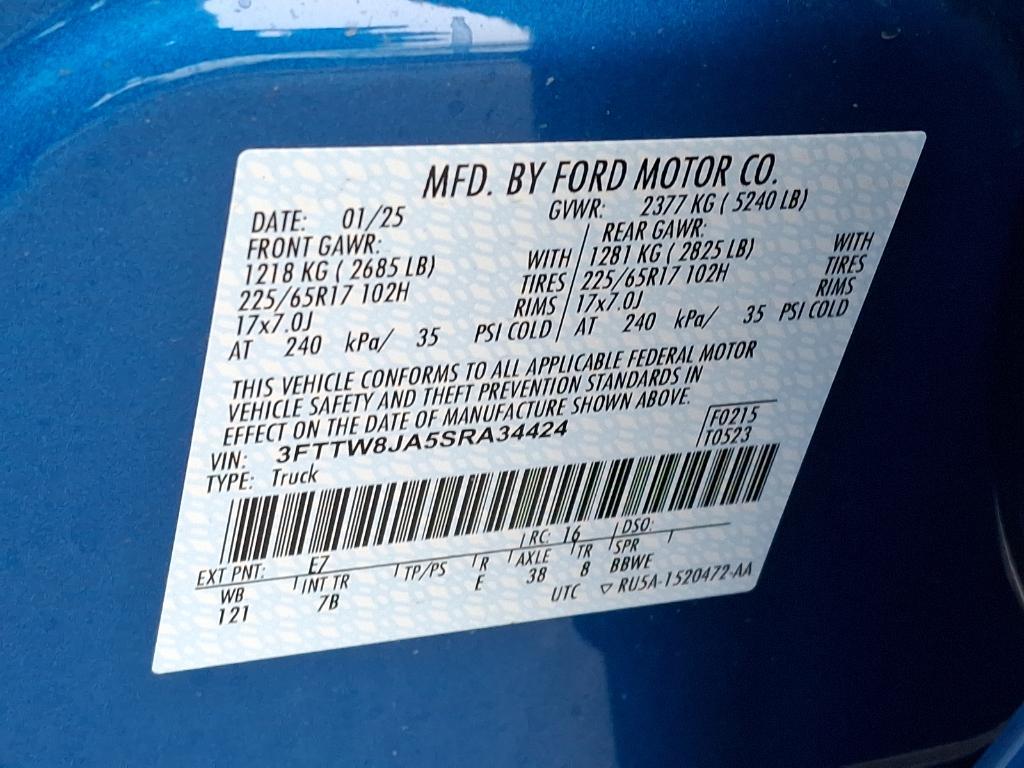 MFD. BY FORD MOTOR CO.
DATE: 01/25 GVWR: 2377 KG ( 5240 LB)
FRONT GAWR: REAR GAWR:
1218 KG ( 2685 LB) WITH 1281 KG ( 2825 LB) WITH
225/65R17 102H TIRES 225/65R17 102H TIRES
17x7.0J RIMS 17x7.0J RIMS
AT 240 kPa/ 35 PSI COLD AT 240 kPa/ 35 PSI COLD
THIS VEHICLE CONFORMS TO ALL APPLICABLE FEDERAL MOTOR
VEHICLE SAFETY AND THEFT PREVENTION STANDARDS IN
EFFECT ON THE DATE OF MANUFACTURE SHOWN ABOVE.
VIN: 3FTTW8JA5SRA34424 F0215
TYPE: Truck T0523
EXT PNT: EZ RC: 16 DSO:
WB INT TR TP/PS R AXLE TR SPR
121 7B E 38 8 BBWE
UTC ▽ RU5A-1520472-AA